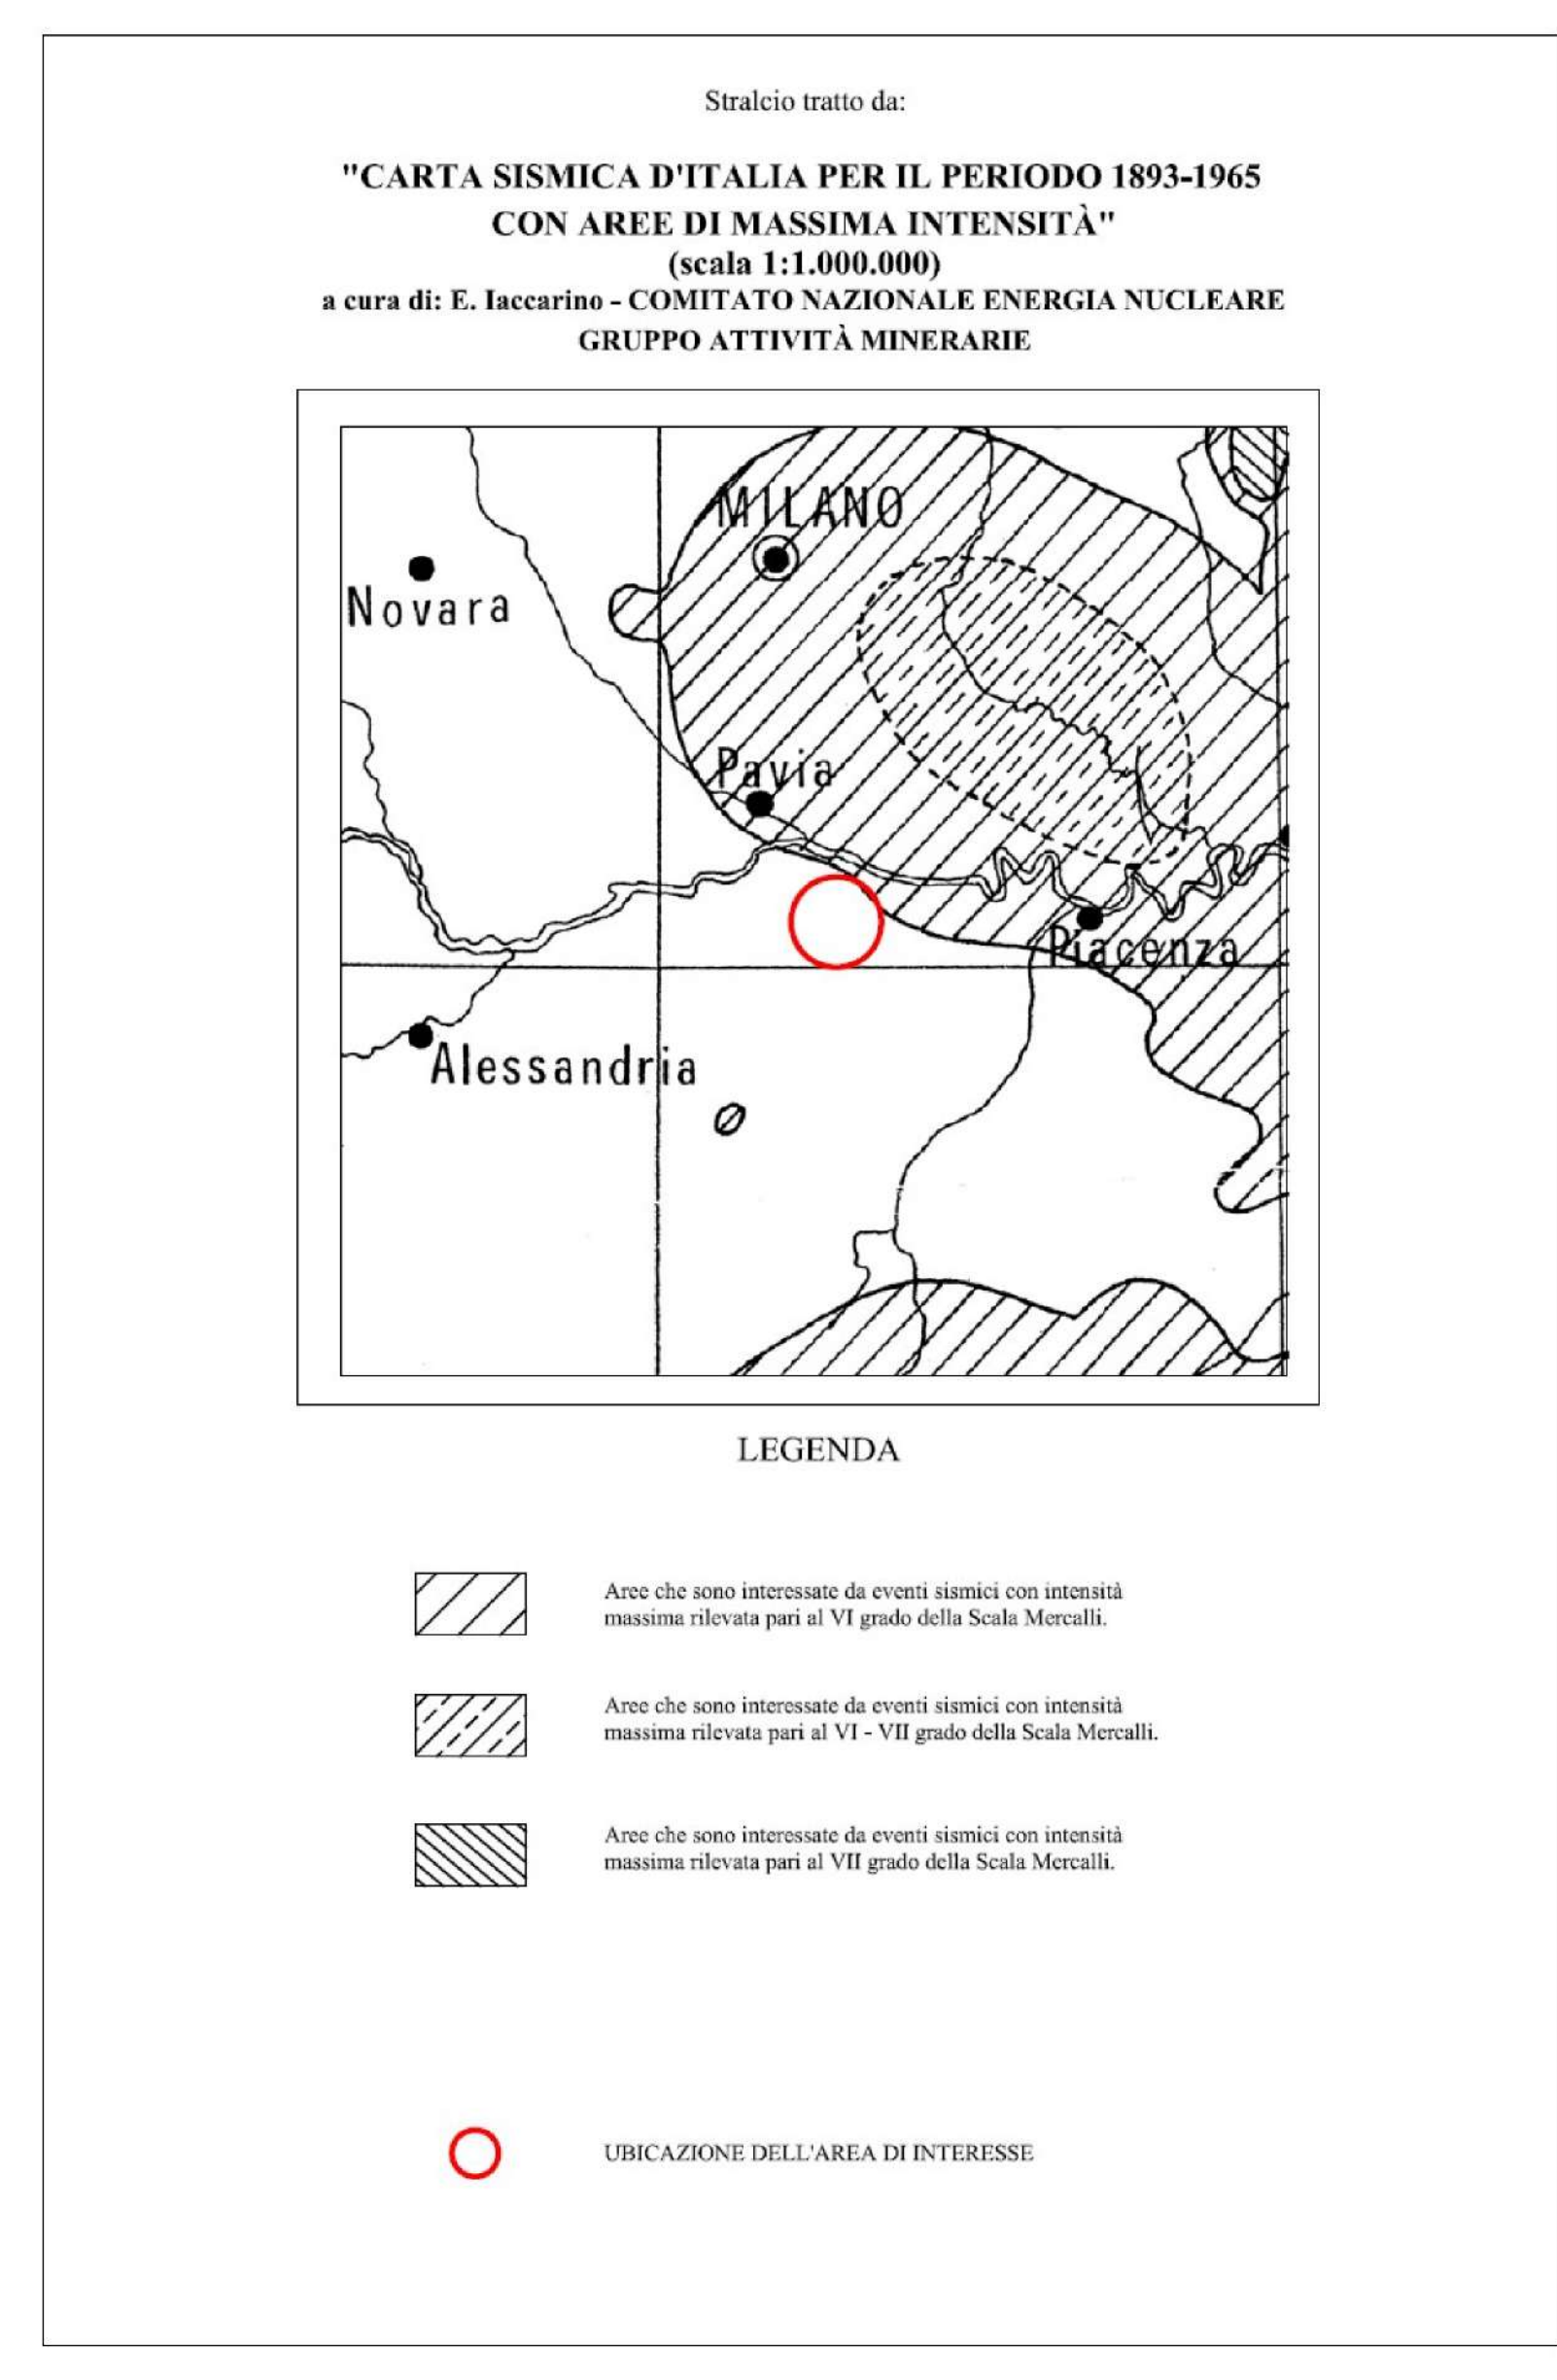 Stralcio tratto da:
"CARTA SISMICA D'ITALIA PER IL PERIODO 1893-1965
CON AREE DI MASSIMA INTENSITÀ"
(scala 1:1.000.000)
a cura di: E. Iaccarino - COMITATO NAZIONALE ENERGIA NUCLEARE
GRUPPO ATTIVITÀ MINERARIE
MILANO
Novara
Pavia
Piacenza
Alessandria
LEGENDA
Aree che sono interessate da eventi sismici con intensità
massima rilevata pari al VI grado della Scala Mercalli.
Aree che sono interessate da eventi sismici con intensità
massima rilevata pari al VI - VII grado della Scala Mercalli.
Aree che sono interessate da eventi sismici con intensità
massima rilevata pari al VII grado della Scala Mercalli.
UBICAZIONE DELL'AREA DI INTERESSE